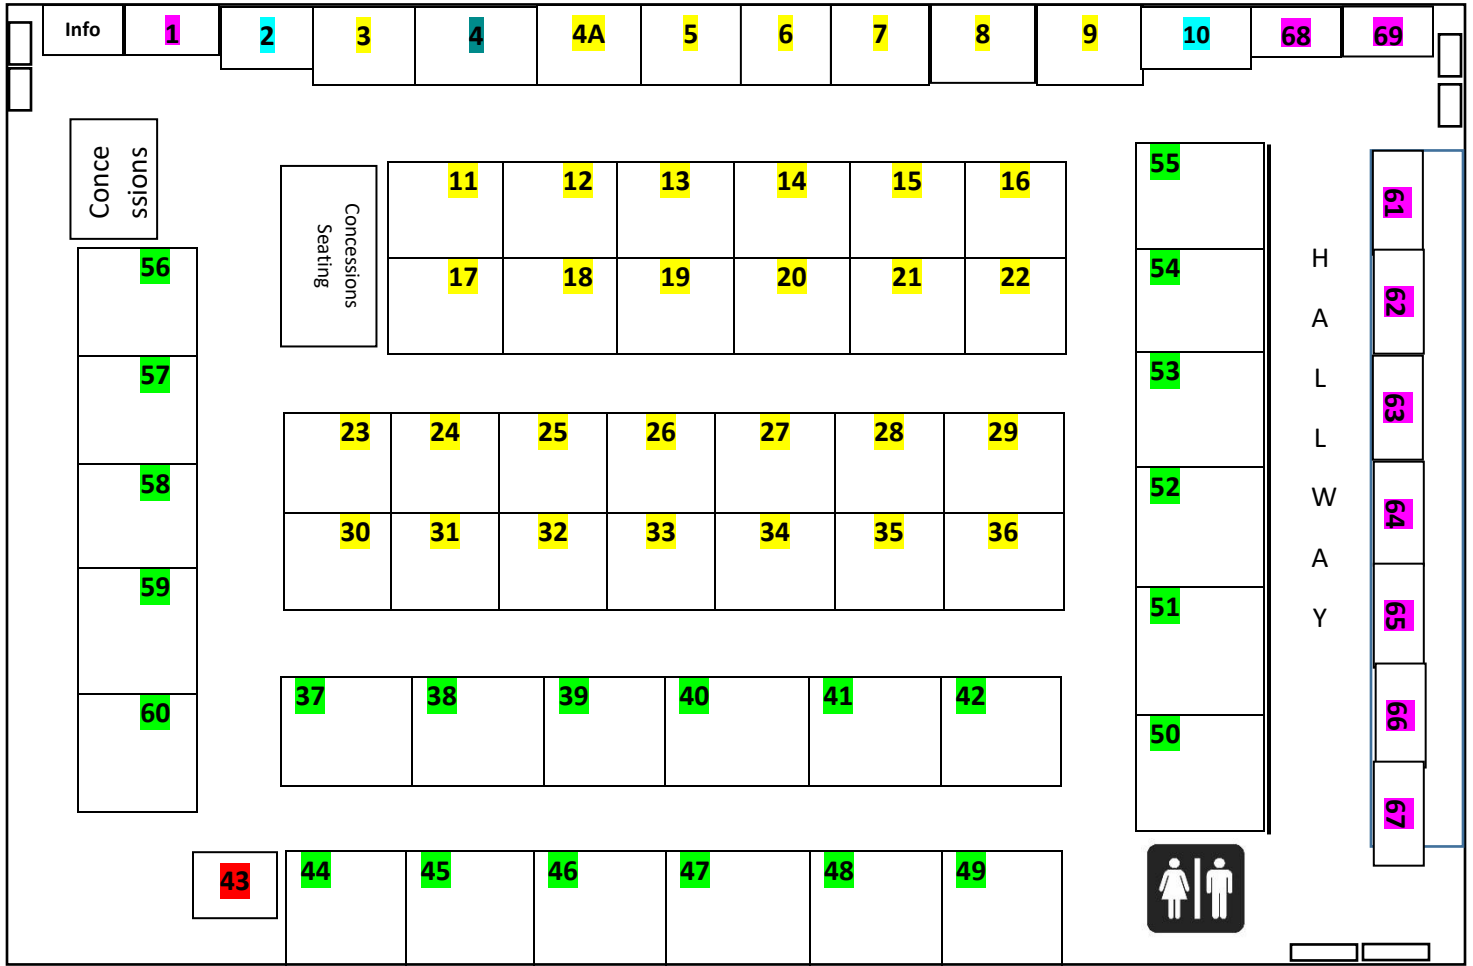 Info 1 2 3 4 4A 5 6 7 8 9 10 68 69
Conce
ssions
Concessions
Seating
11 12 13 14 15 16
17 18 19 20 21 22
23 24 25 26 27 28 29
30 31 32 33 34 35 36
37 38 39 40 41 42
43
44 45 46 47 48 49
56
57
58
59
60
55
54
53
52
51
50
H
A
L
L
W
A
Y
61
62
63
64
65
66
67